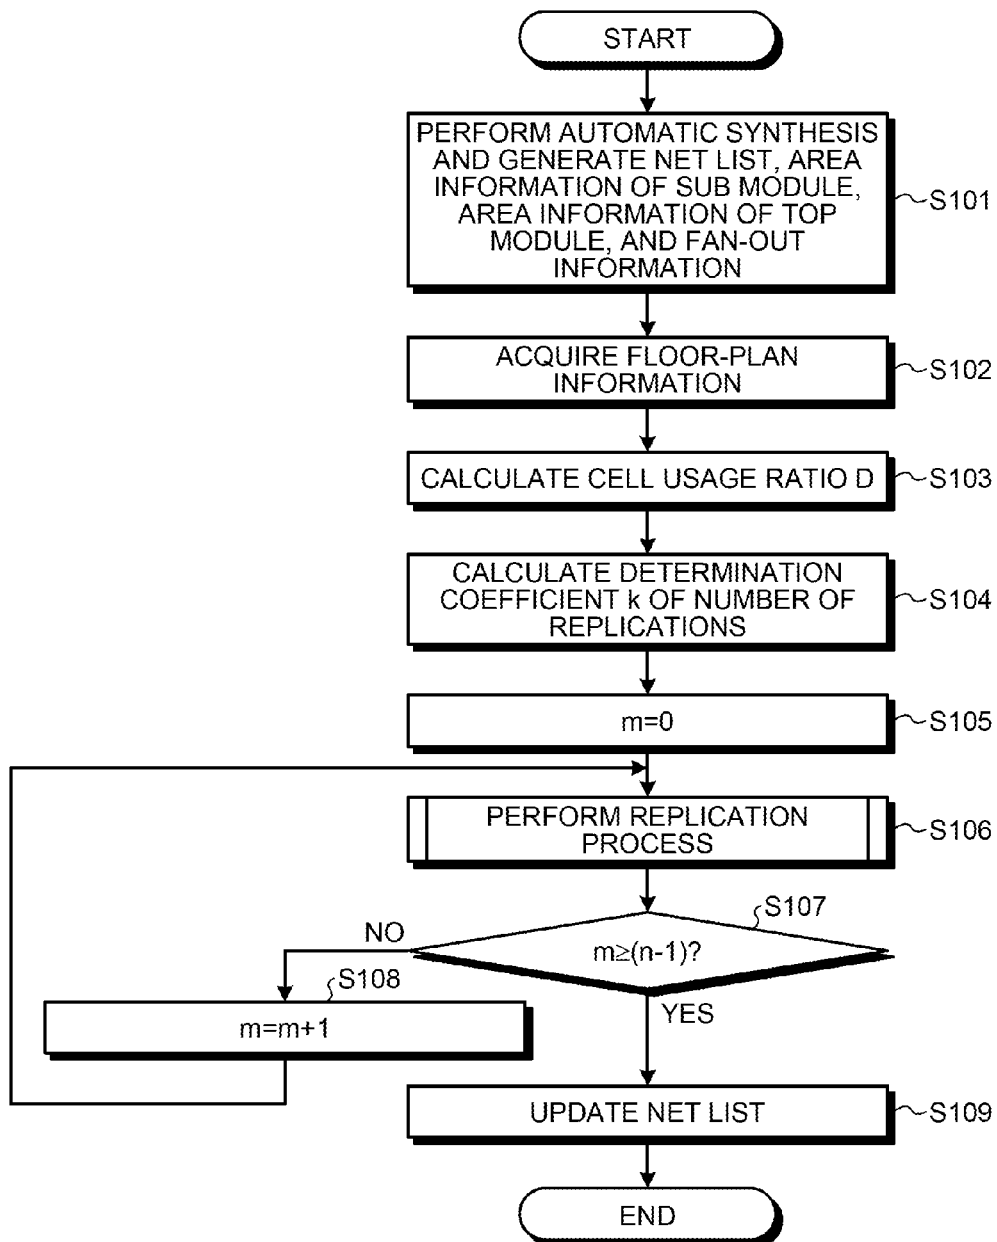 START
PERFORM AUTOMATIC SYNTHESIS
AND GENERATE NET LIST, AREA
INFORMATION OF SUB MODULE,
AREA INFORMATION OF TOP
MODULE, AND FAN-OUT
INFORMATION
S101
ACQUIRE FLOOR-PLAN
INFORMATION
S102
CALCULATE CELL USAGE RATIO D
S103
CALCULATE DETERMINATION
COEFFICIENT k OF NUMBER OF
REPLICATIONS
S104
m=0
S105
PERFORM REPLICATION
PROCESS
S106
S107
m≥(n-1)?
NO
YES
S108
m=m+1
UPDATE NET LIST
S109
END